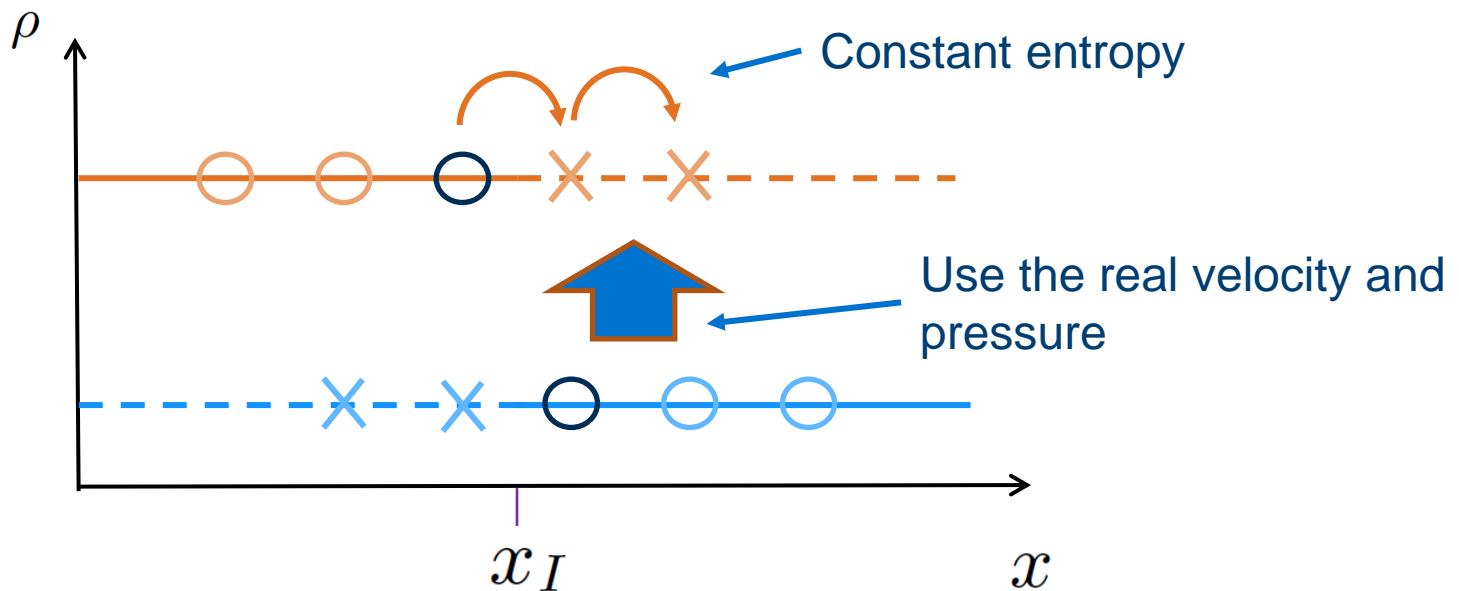 ρ
Constant entropy
Use the real velocity and
pressure
x_I
x